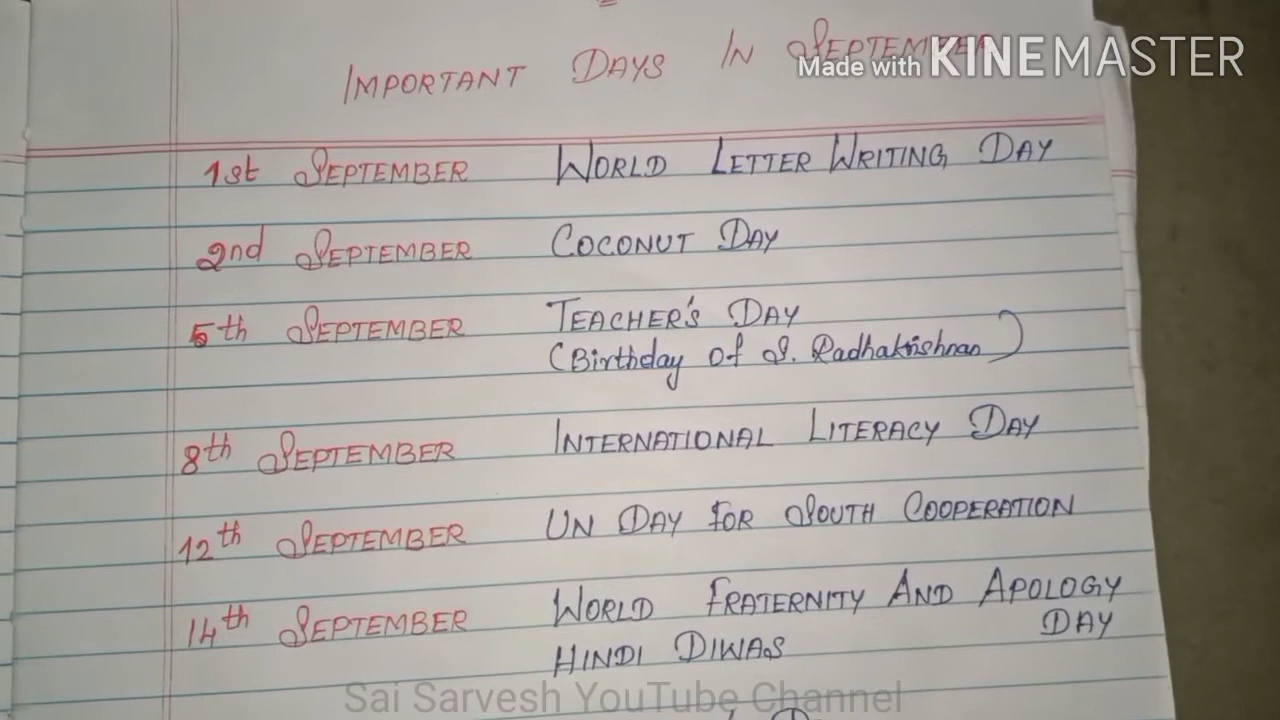 IMPORTANT DAYS IN SEPTEMBER
Made with KINEMASTER
1st SEPTEMBER WORLD LETTER WRITING DAY
2nd SEPTEMBER COCONUT DAY
5th SEPTEMBER TEACHER'S DAY
(Birthday of S. Radhakrishnan)
8th SEPTEMBER INTERNATIONAL LITERACY DAY
12th SEPTEMBER UN DAY FOR SOUTH COOPERATION
14th SEPTEMBER WORLD FRATERNITY AND APOLOGY
DAY
HINDI DIWAS
Sai Sarvesh YouTube Channel